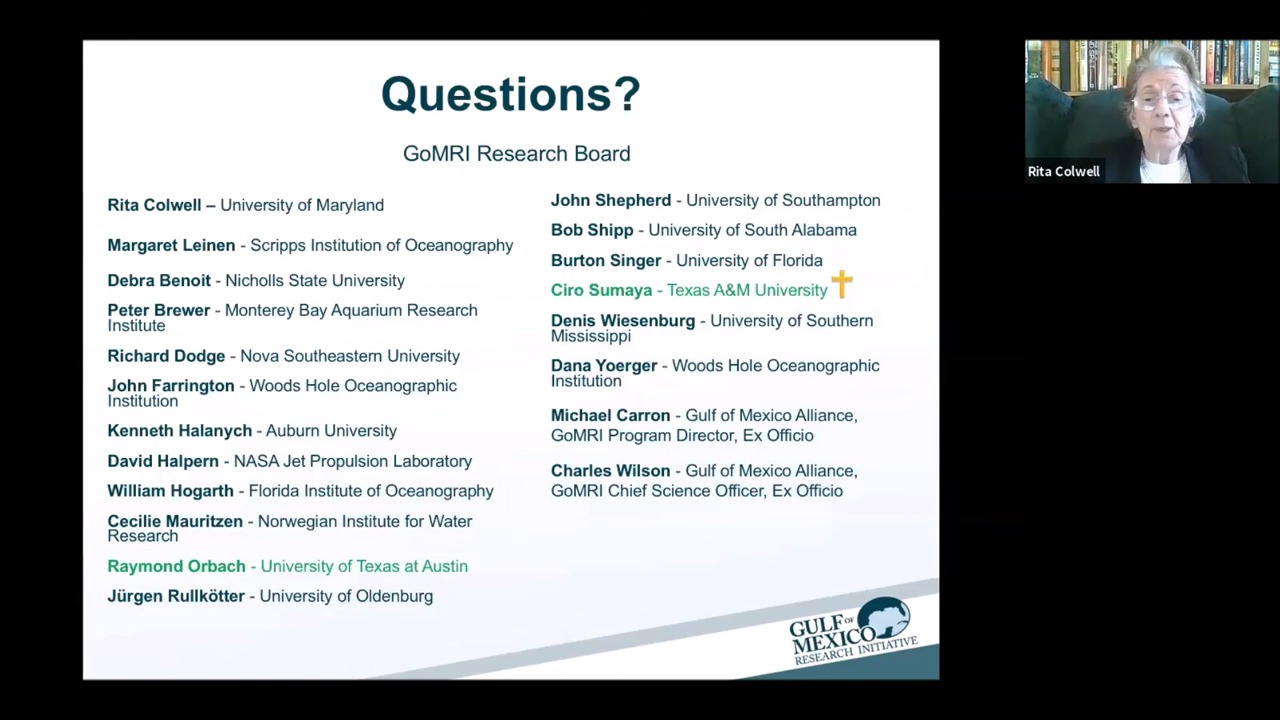 Questions?
GoMRI Research Board
Rita Colwell – University of Maryland
Margaret Leinen - Scripps Institution of Oceanography
Debra Benoit - Nicholls State University
Peter Brewer - Monterey Bay Aquarium Research
Institute
Richard Dodge - Nova Southeastern University
John Farrington - Woods Hole Oceanographic
Institution
Kenneth Halanych - Auburn University
David Halpern - NASA Jet Propulsion Laboratory
William Hogarth - Florida Institute of Oceanography
Cecilie Mauritzen - Norwegian Institute for Water
Research
Raymond Orbach - University of Texas at Austin
Jürgen Rullkötter - University of Oldenburg
John Shepherd - University of Southampton
Bob Shipp - University of South Alabama
Burton Singer - University of Florida
Ciro Sumaya - Texas A&M University
Denis Wiesenburg - University of Southern
Mississippi
Dana Yoerger - Woods Hole Oceanographic
Institution
Michael Carron - Gulf of Mexico Alliance,
GoMRI Program Director, Ex Officio
Charles Wilson - Gulf of Mexico Alliance,
GoMRI Chief Science Officer, Ex Officio
GULF OF
MEXICO
RESEARCH INITIATIVE
Rita Colwell